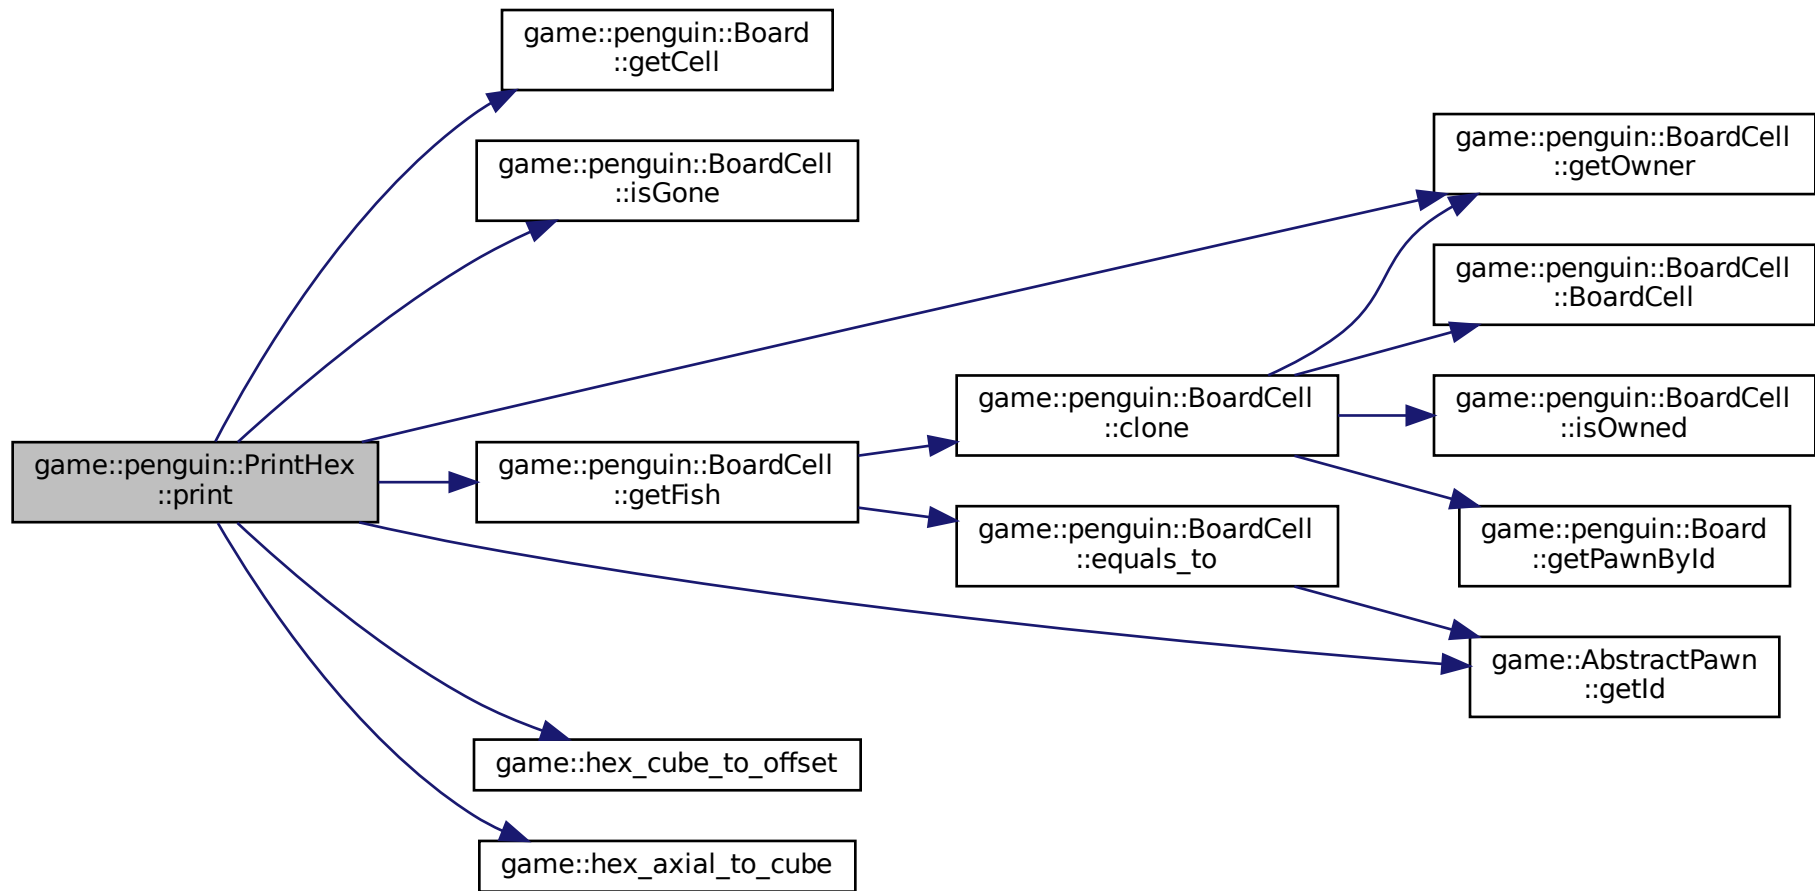 game::penguin::Board
::getCell
game::penguin::BoardCell
::isGone
game::penguin::BoardCell
::getOwner
game::penguin::BoardCell
::BoardCell
game::penguin::BoardCell
::clone
game::penguin::BoardCell
::isOwned
game::penguin::PrintHex
::print
game::penguin::BoardCell
::getFish
game::penguin::BoardCell
::equals_to
game::penguin::Board
::getPawnById
game::AbstractPawn
::getId
game::hex_cube_to_offset
game::hex_axial_to_cube